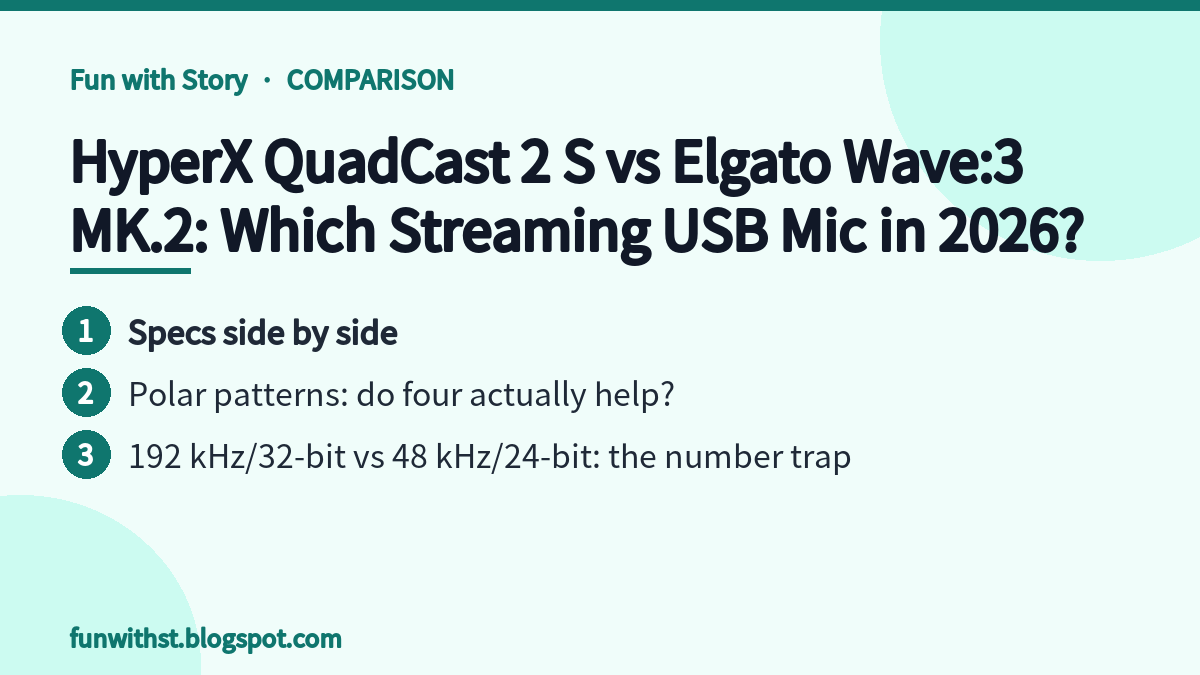 Fun with Story · COMPARISON
HyperX QuadCast 2 S vs Elgato Wave:3
MK.2: Which Streaming USB Mic in 2026?
1 Specs side by side
2 Polar patterns: do four actually help?
3 192 kHz/32-bit vs 48 kHz/24-bit: the number trap
funwithst.blogspot.com